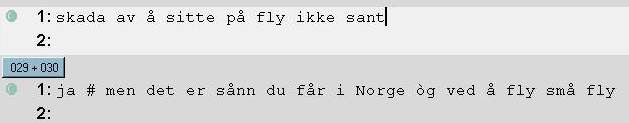 1: skada av å sitte på fly ikke sant
2:
029 + 030
1: ja # men det er sånn du får i Norge òg ved å fly små fly
2: